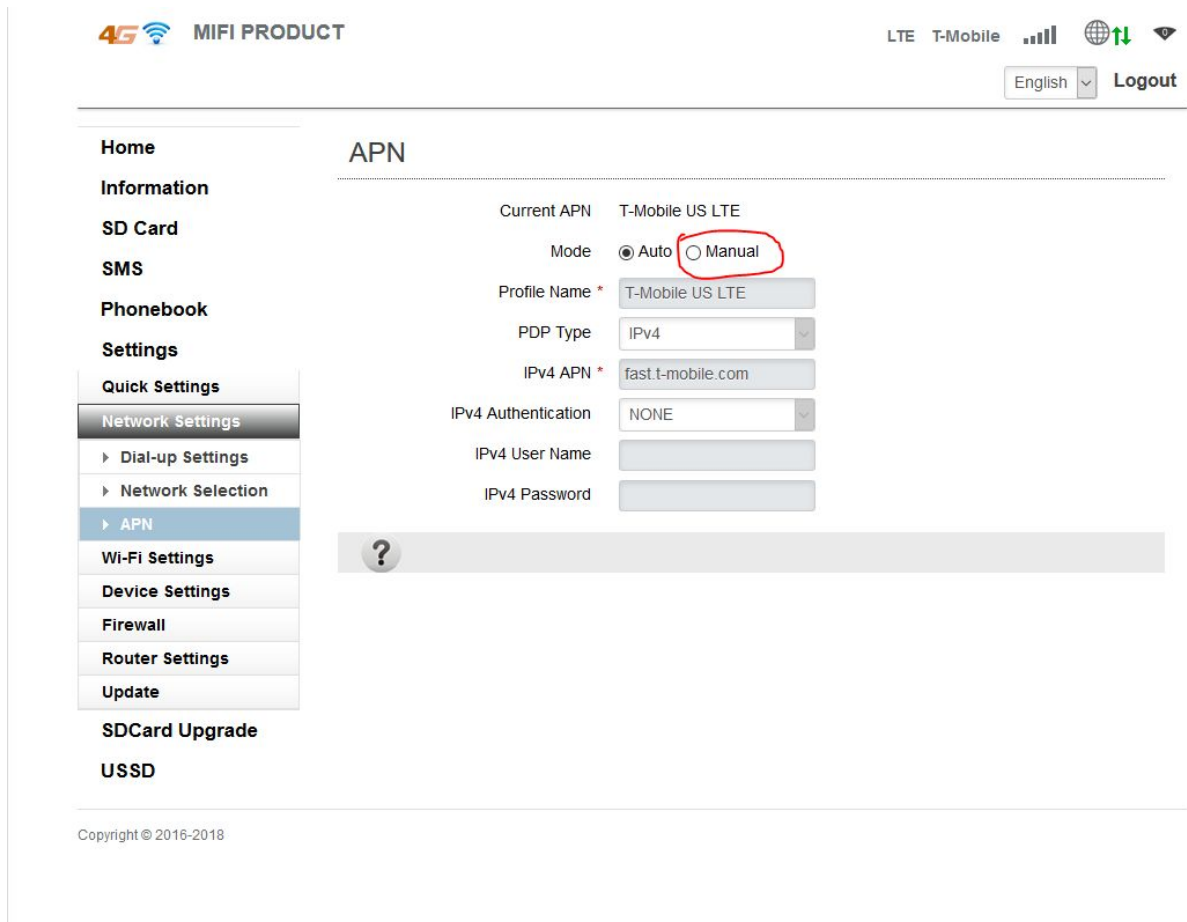 4G MIFI PRODUCT
LTE T-Mobile 0
English Logout
Home
Information
SD Card
SMS
Phonebook
Settings
Quick Settings
Network Settings
Dial-up Settings
Network Selection
APN
Wi-Fi Settings
Device Settings
Firewall
Router Settings
Update
SDCard Upgrade
USSD
APN
Current APN T-Mobile US LTE
Mode Auto Manual
Profile Name * T-Mobile US LTE
PDP Type IPv4
IPv4 APN * fast.t-mobile.com
IPv4 Authentication NONE
IPv4 User Name
IPv4 Password
?
Copyright © 2016-2018